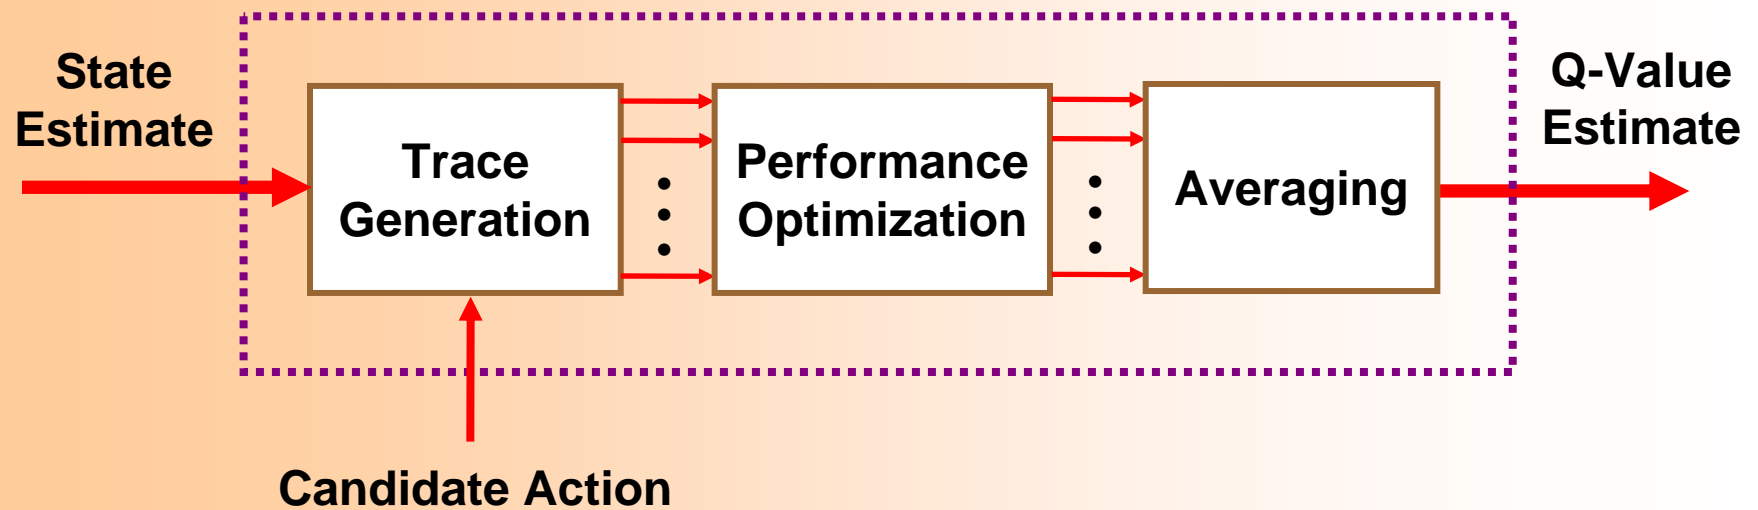 State
Estimate
Trace
Generation
Performance
Optimization
Averaging
Q-Value
Estimate
Candidate Action